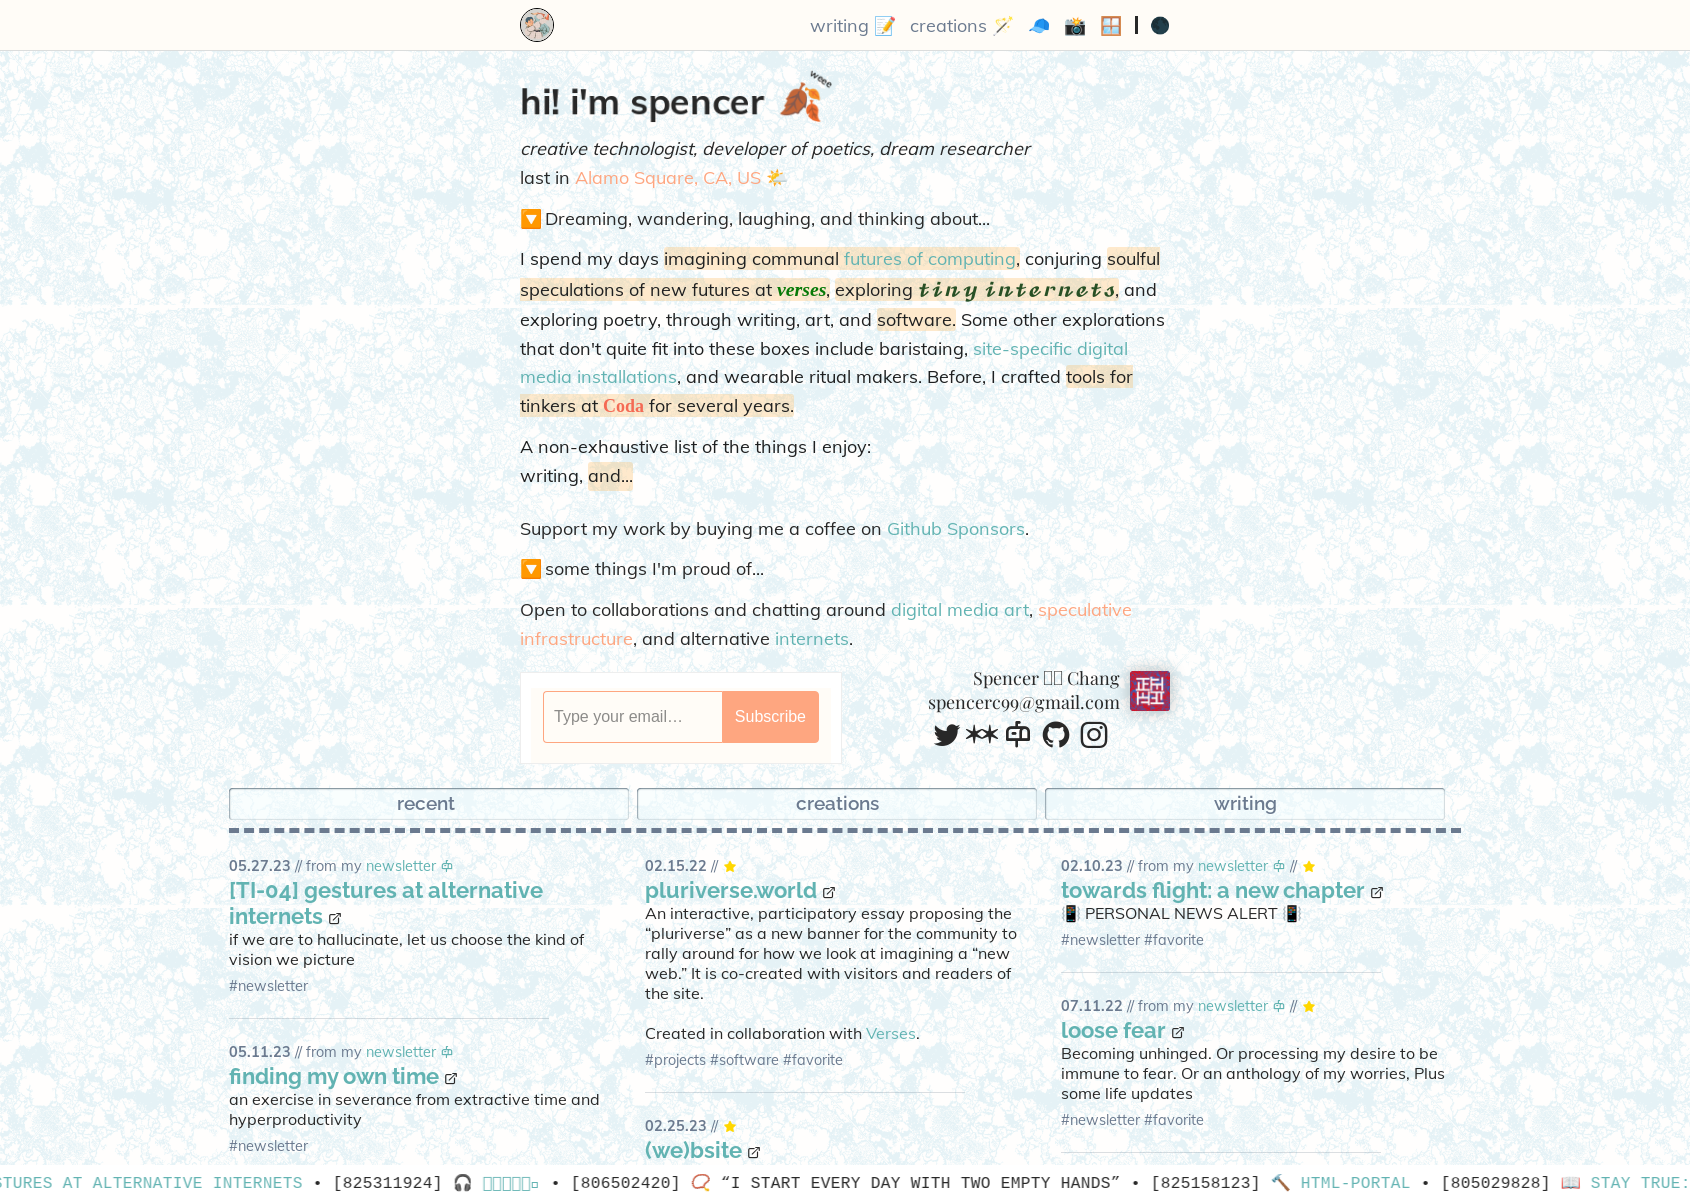 writing 📝 creations 🪄 🧢 📸 🪟 | 🌑
weee
hi! i'm spencer 🍂
creative technologist, developer of poetics, dream researcher
last in Alamo Square, CA, US 🌤️
🔽 Dreaming, wandering, laughing, and thinking about...
I spend my days imagining communal futures of computing, conjuring soulful
speculations of new futures at verses, exploring tiny internets, and
exploring poetry, through writing, art, and software. Some other explorations
that don't quite fit into these boxes include baristaing, site-specific digital
media installations, and wearable ritual makers. Before, I crafted tools for
tinkers at Coda for several years.
A non-exhaustive list of the things I enjoy:
writing, and...
Support my work by buying me a coffee on Github Sponsors.
🔽 some things I'm proud of...
Open to collaborations and chatting around digital media art, speculative
infrastructure, and alternative internets.
Type your email...
Subscribe
Spencer Chang
spencerc99@gmail.com
recent
creations
writing
05.27.23 // from my newsletter
[TI-04] gestures at alternative
internets
if we are to hallucinate, let us choose the kind of
vision we picture
#newsletter
05.11.23 // from my newsletter
finding my own time
an exercise in severance from extractive time and
hyperproductivity
#newsletter
02.15.22 // ⭐
pluriverse.world
An interactive, participatory essay proposing the
“pluriverse” as a new banner for the community to
rally around for how we look at imagining a “new
web.” It is co-created with visitors and readers of
the site.
Created in collaboration with Verses.
#projects #software #favorite
02.25.23 // ⭐
(we)bsite
02.10.23 // from my newsletter // ⭐
towards flight: a new chapter
📳 PERSONAL NEWS ALERT 📳
#newsletter #favorite
07.11.22 // from my newsletter // ⭐
loose fear
Becoming unhinged. Or processing my desire to be
immune to fear. Or an anthology of my worries, Plus
some life updates
#newsletter #favorite
STURES AT ALTERNATIVE INTERNETS • [825311924] 🎧 • [806502420] 📿 “I START EVERY DAY WITH TWO EMPTY HANDS” • [825158123] 🔨 HTML-PORTAL • [805029828] 📖 STAY TRUE: